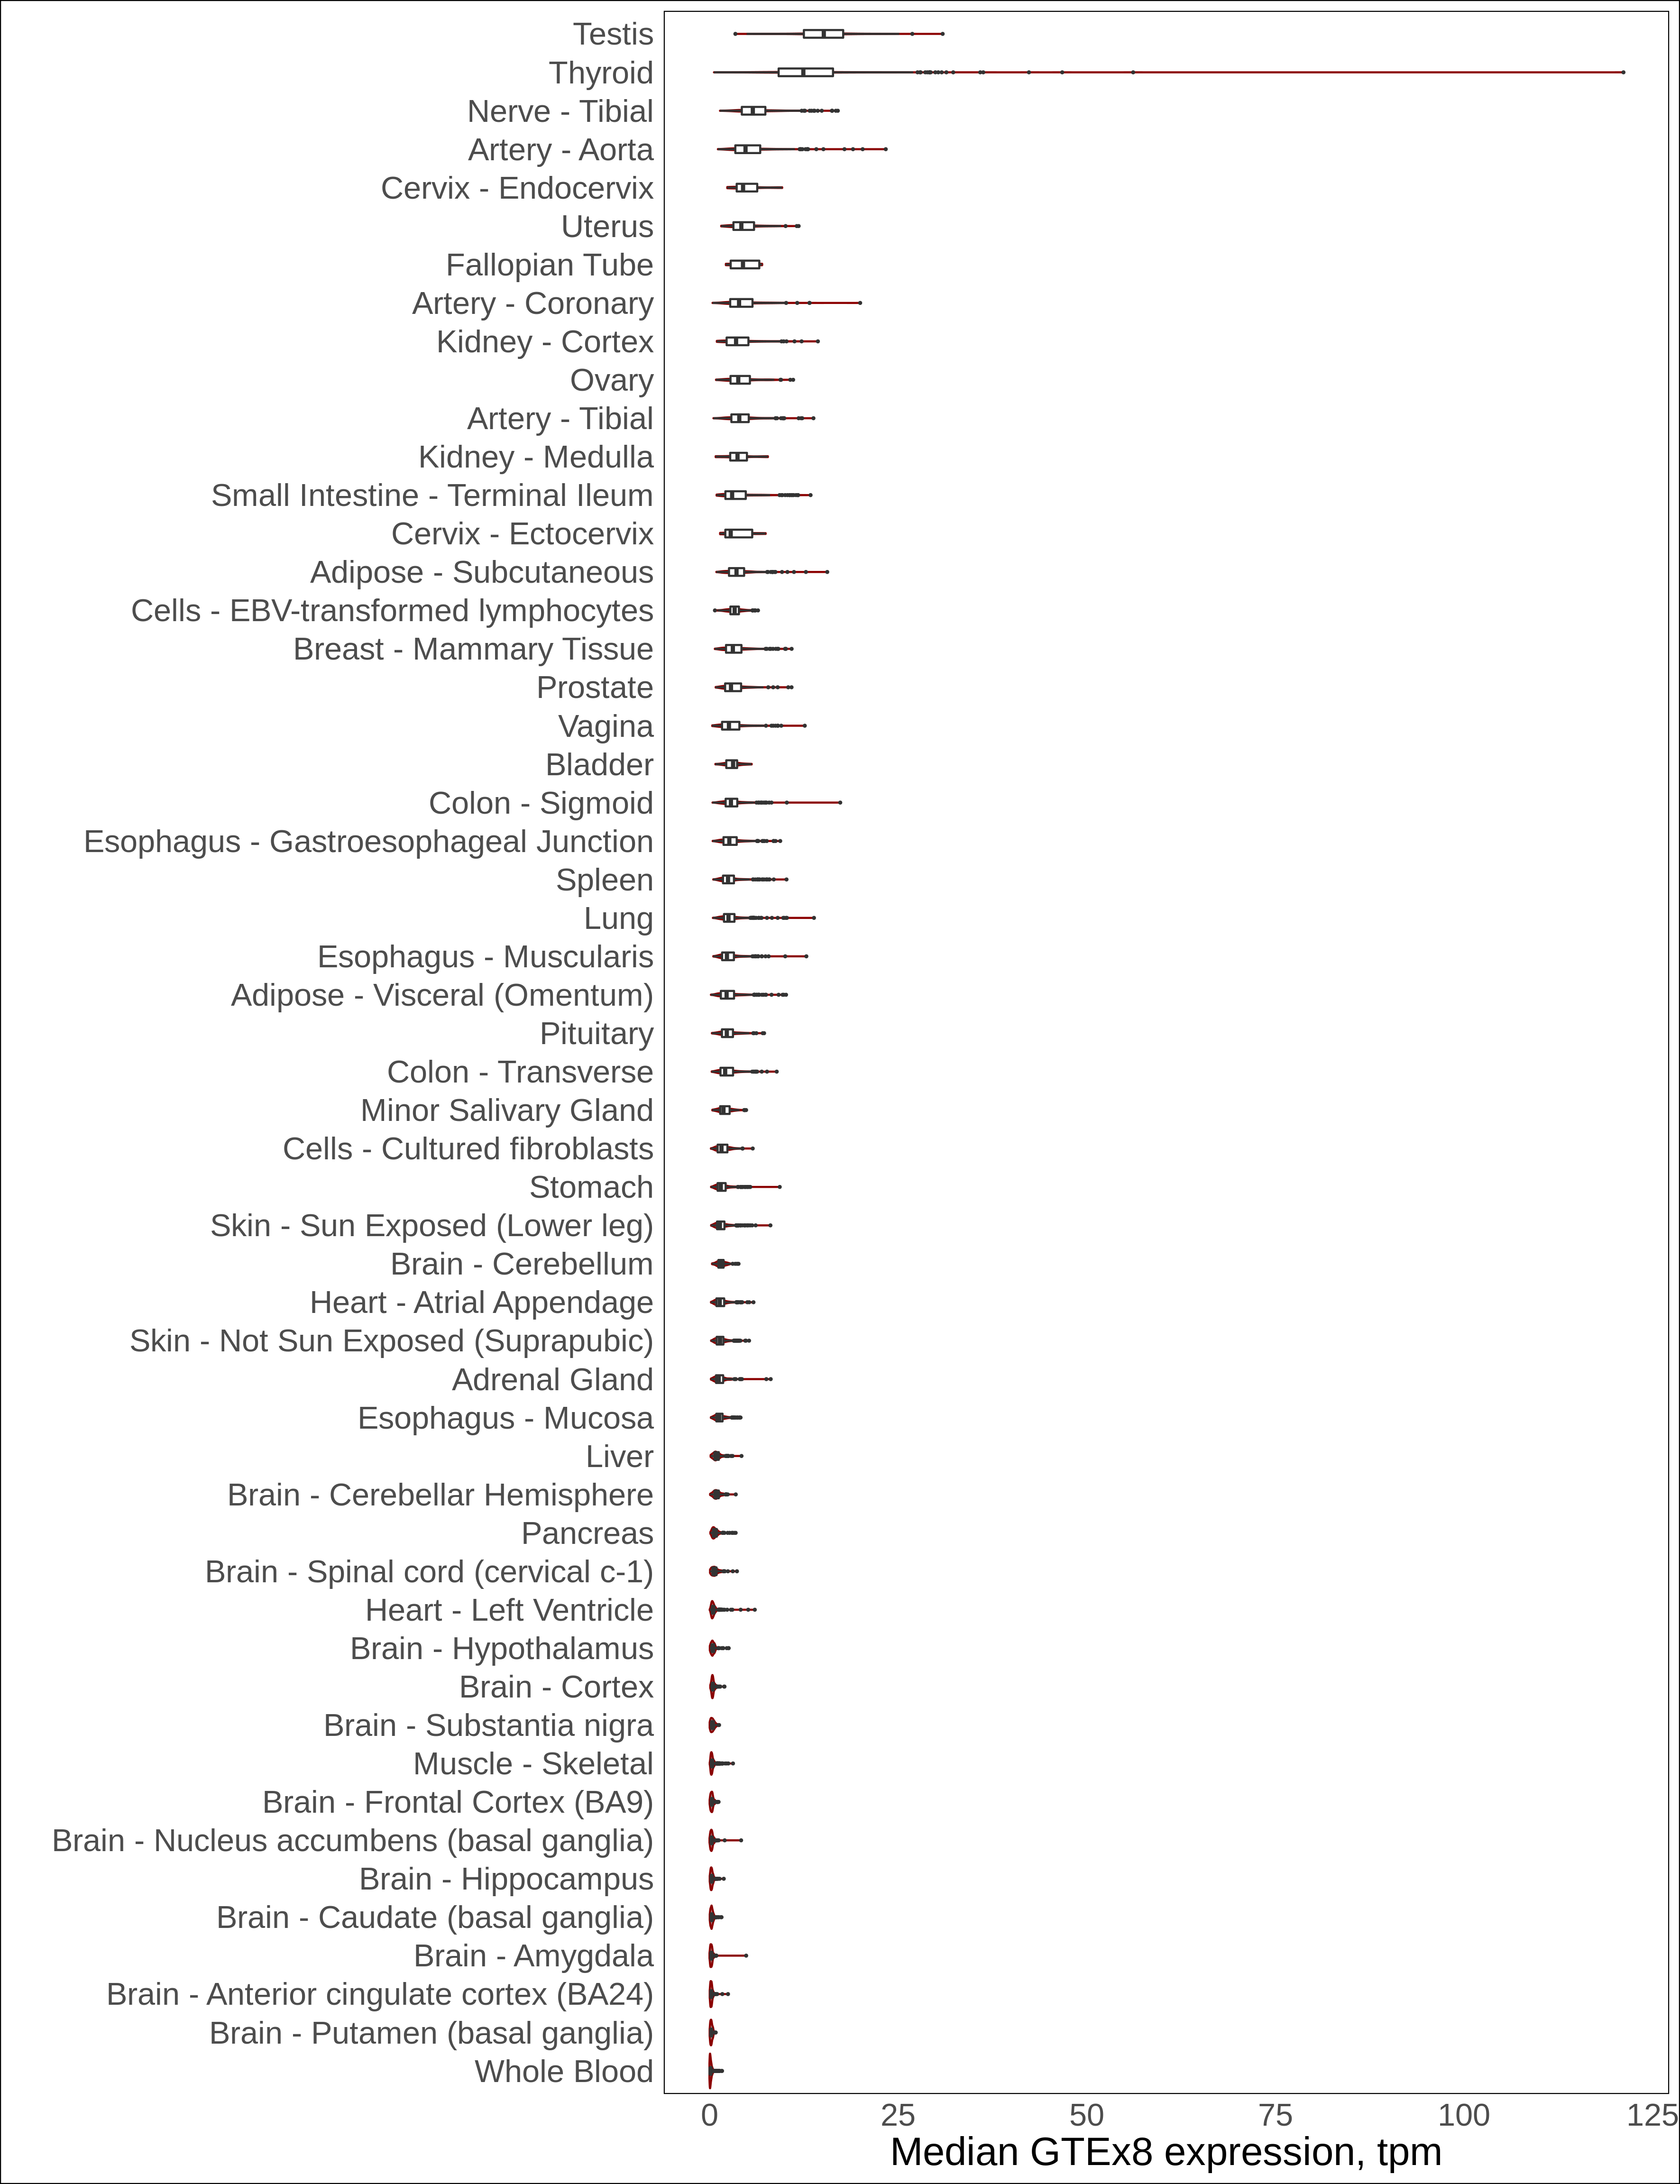 Testis
Thyroid
Nerve - Tibial
Artery - Aorta
Cervix - Endocervix
Uterus
Fallopian Tube
Artery - Coronary
Kidney - Cortex
Ovary
Artery - Tibial
Kidney - Medulla
Small Intestine - Terminal Ileum
Cervix - Ectocervix
Adipose - Subcutaneous
Cells - EBV-transformed lymphocytes
Breast - Mammary Tissue
Prostate
Vagina
Bladder
Colon - Sigmoid
Esophagus - Gastroesophageal Junction
Spleen
Lung
Esophagus - Muscularis
Adipose - Visceral (Omentum)
Pituitary
Colon - Transverse
Minor Salivary Gland
Cells - Cultured fibroblasts
Stomach
Skin - Sun Exposed (Lower leg)
Brain - Cerebellum
Heart - Atrial Appendage
Skin - Not Sun Exposed (Suprapubic)
Adrenal Gland
Esophagus - Mucosa
Liver
Brain - Cerebellar Hemisphere
Pancreas
Brain - Spinal cord (cervical c-1)
Heart - Left Ventricle
Brain - Hypothalamus
Brain - Cortex
Brain - Substantia nigra
Muscle - Skeletal
Brain - Frontal Cortex (BA9)
Brain - Nucleus accumbens (basal ganglia)
Brain - Hippocampus
Brain - Caudate (basal ganglia)
Brain - Amygdala
Brain - Anterior cingulate cortex (BA24)
Brain - Putamen (basal ganglia)
Whole Blood
0 25 50 75 100 125
Median GTEx8 expression, tpm